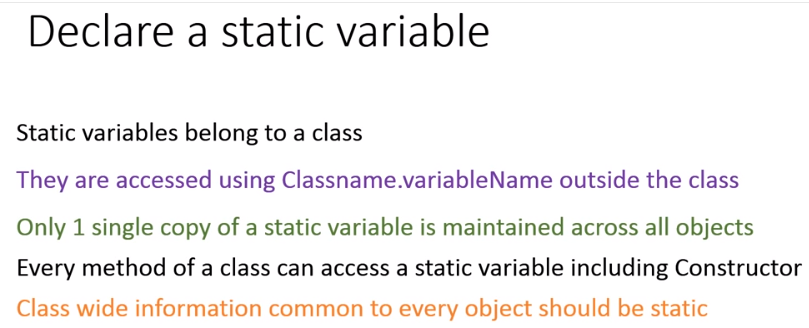 Declare a static variable
Static variables belong to a class
They are accessed using Classname.variableName outside the class
Only 1 single copy of a static variable is maintained across all objects
Every method of a class can access a static variable including Constructor
Class wide information common to every object should be static